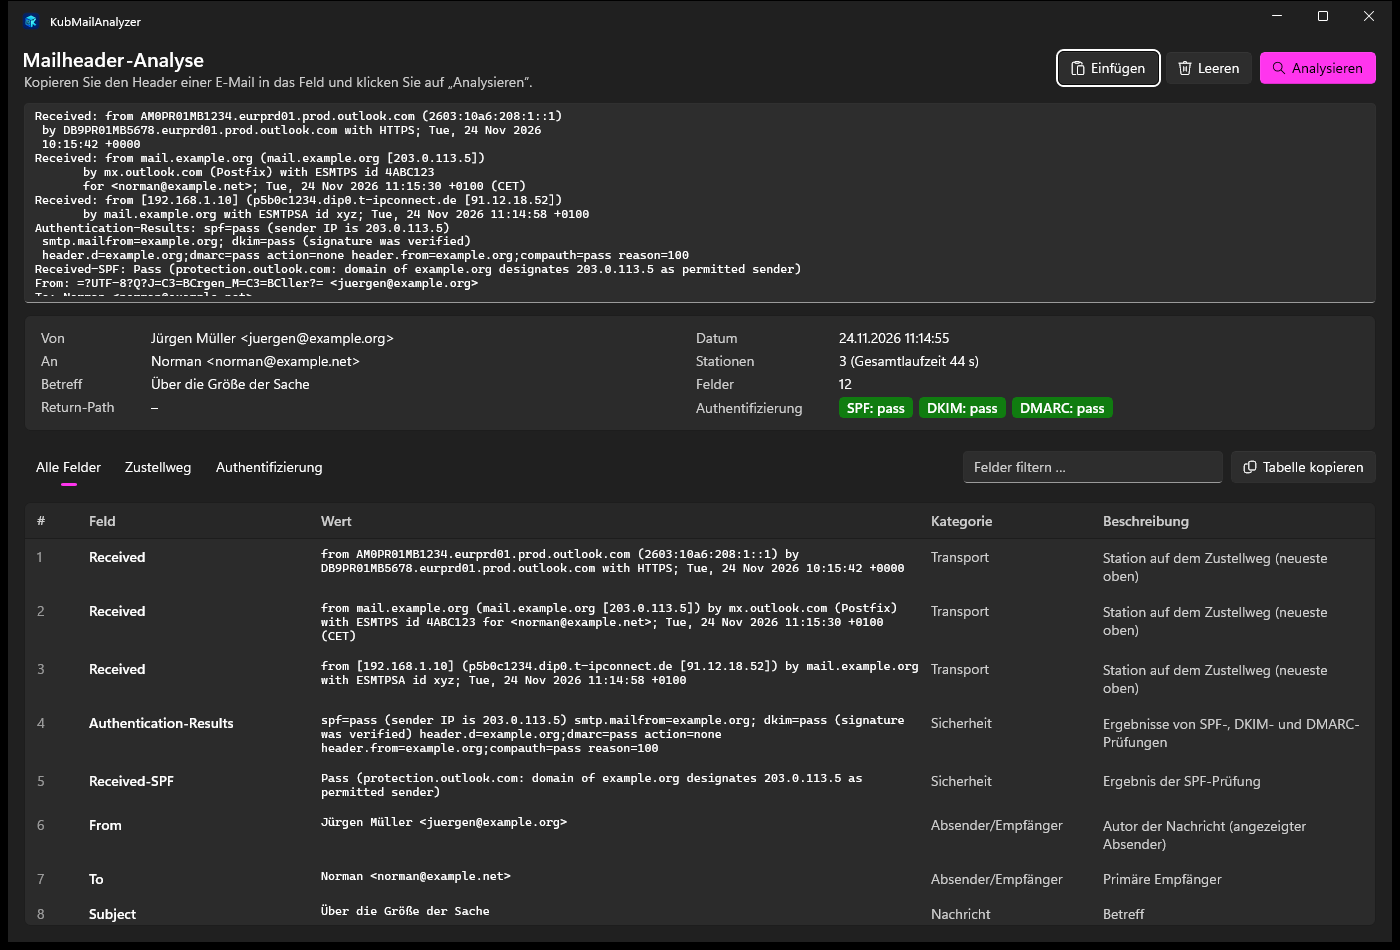 KubMailAnalyzer
Mailheader-Analyse
Kopieren Sie den Header einer E-Mail in das Feld und klicken Sie auf „Analysieren“.
Einfügen
Leeren
Analysieren
Received: from AM0PR01MB1234.eurprd01.prod.outlook.com (2603:10a6:208:1::1)
by DB9PR01MB5678.eurprd01.prod.outlook.com with HTTPS; Tue, 24 Nov 2026
10:15:42 +0000
Received: from mail.example.org (mail.example.org [203.0.113.5])
by mx.outlook.com (Postfix) with ESMTPS id 4ABC123
for <norman@example.net>; Tue, 24 Nov 2026 11:15:30 +0100 (CET)
Received: from [192.168.1.10] (p5b0c1234.dip0.t-ipconnect.de [91.12.18.52])
by mail.example.org with ESMTPSA id xyz; Tue, 24 Nov 2026 11:14:58 +0100
Authentication-Results: spf=pass (sender IP is 203.0.113.5)
smtp.mailfrom=example.org; dkim=pass (signature was verified)
header.d=example.org;dmarc=pass action=none header.from=example.org;compauth=pass reason=100
Received-SPF: Pass (protection.outlook.com: domain of example.org designates 203.0.113.5 as permitted sender)
From: =?UTF-8?Q?J=C3=BCrgen_M=C3=BCller?= <juergen@example.org>
To: Norman <norman@example.net>
Von Jürgen Müller <juergen@example.org>
An Norman <norman@example.net>
Betreff Über die Größe der Sache
Return-Path –
Datum 24.11.2026 11:14:55
Stationen 3 (Gesamtlaufzeit 44 s)
Felder 12
Authentifizierung SPF: pass DKIM: pass DMARC: pass
Alle Felder Zustellweg Authentifizierung
Felder filtern ...
Tabelle kopieren
# Feld Wert Kategorie Beschreibung
1 Received
from AM0PR01MB1234.eurprd01.prod.outlook.com (2603:10a6:208:1::1) by
DB9PR01MB5678.eurprd01.prod.outlook.com with HTTPS; Tue, 24 Nov 2026 10:15:42 +0000
Transport
Station auf dem Zustellweg (neueste
oben)
2 Received
from mail.example.org (mail.example.org [203.0.113.5]) by mx.outlook.com (Postfix)
with ESMTPS id 4ABC123 for <norman@example.net>; Tue, 24 Nov 2026 11:15:30 +0100
(CET)
Transport
Station auf dem Zustellweg (neueste
oben)
3 Received
from [192.168.1.10] (p5b0c1234.dip0.t-ipconnect.de [91.12.18.52]) by mail.example.org
with ESMTPSA id xyz; Tue, 24 Nov 2026 11:14:58 +0100
Transport
Station auf dem Zustellweg (neueste
oben)
4 Authentication-Results
spf=pass (sender IP is 203.0.113.5) smtp.mailfrom=example.org; dkim=pass (signature
was verified) header.d=example.org;dmarc=pass action=none
header.from=example.org;compauth=pass reason=100
Sicherheit
Ergebnisse von SPF-, DKIM- und DMARC-
Prüfungen
5 Received-SPF
Pass (protection.outlook.com: domain of example.org designates 203.0.113.5 as
permitted sender)
Sicherheit
Ergebnis der SPF-Prüfung
6 From
Jürgen Müller <juergen@example.org>
Absender/Empfänger
Autor der Nachricht (angezeigter
Absender)
7 To
Norman <norman@example.net>
Absender/Empfänger
Primäre Empfänger
8 Subject
Über die Größe der Sache
Nachricht
Betreff